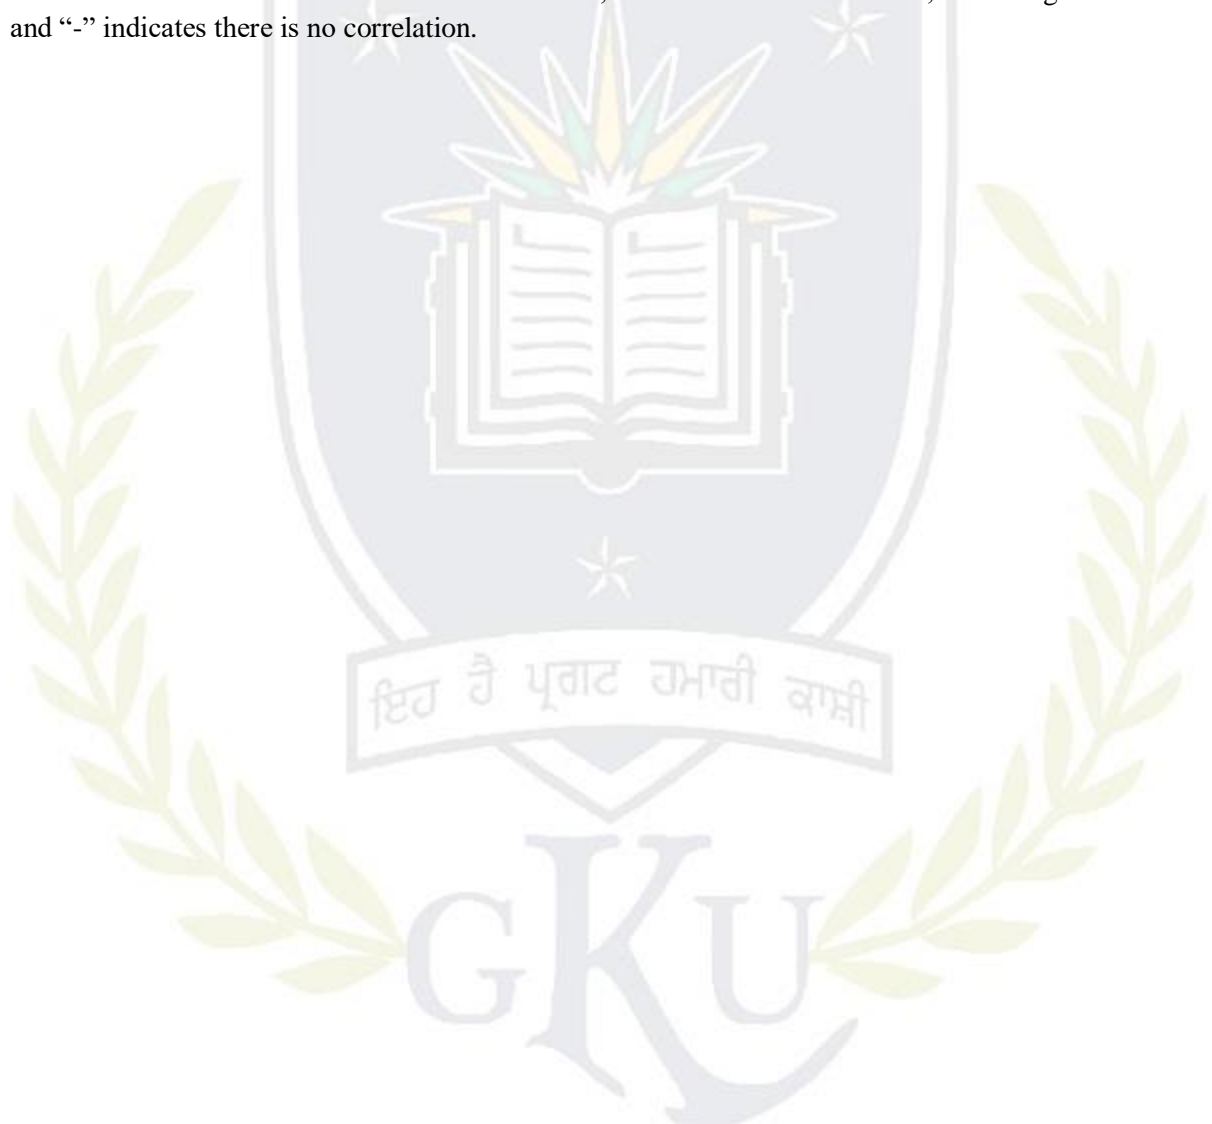 and “-” indicates there is no correlation.
ਇਹ ਹੈ ਪ੍ਰਗਟ ਹਮਾਰੀ ਕਾਸ਼ੀ
GKU